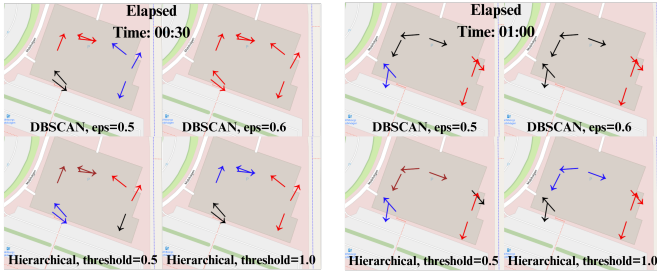 Elapsed
Time: 00:30
DBSCAN, eps=0.5
DBSCAN, eps=0.6
Hierarchical, threshold=0.5
Hierarchical, threshold=1.0
Elapsed
Time: 01:00
DBSCAN, eps=0.5
DBSCAN, eps=0.6
Hierarchical, threshold=0.5
Hierarchical, threshold=1.0